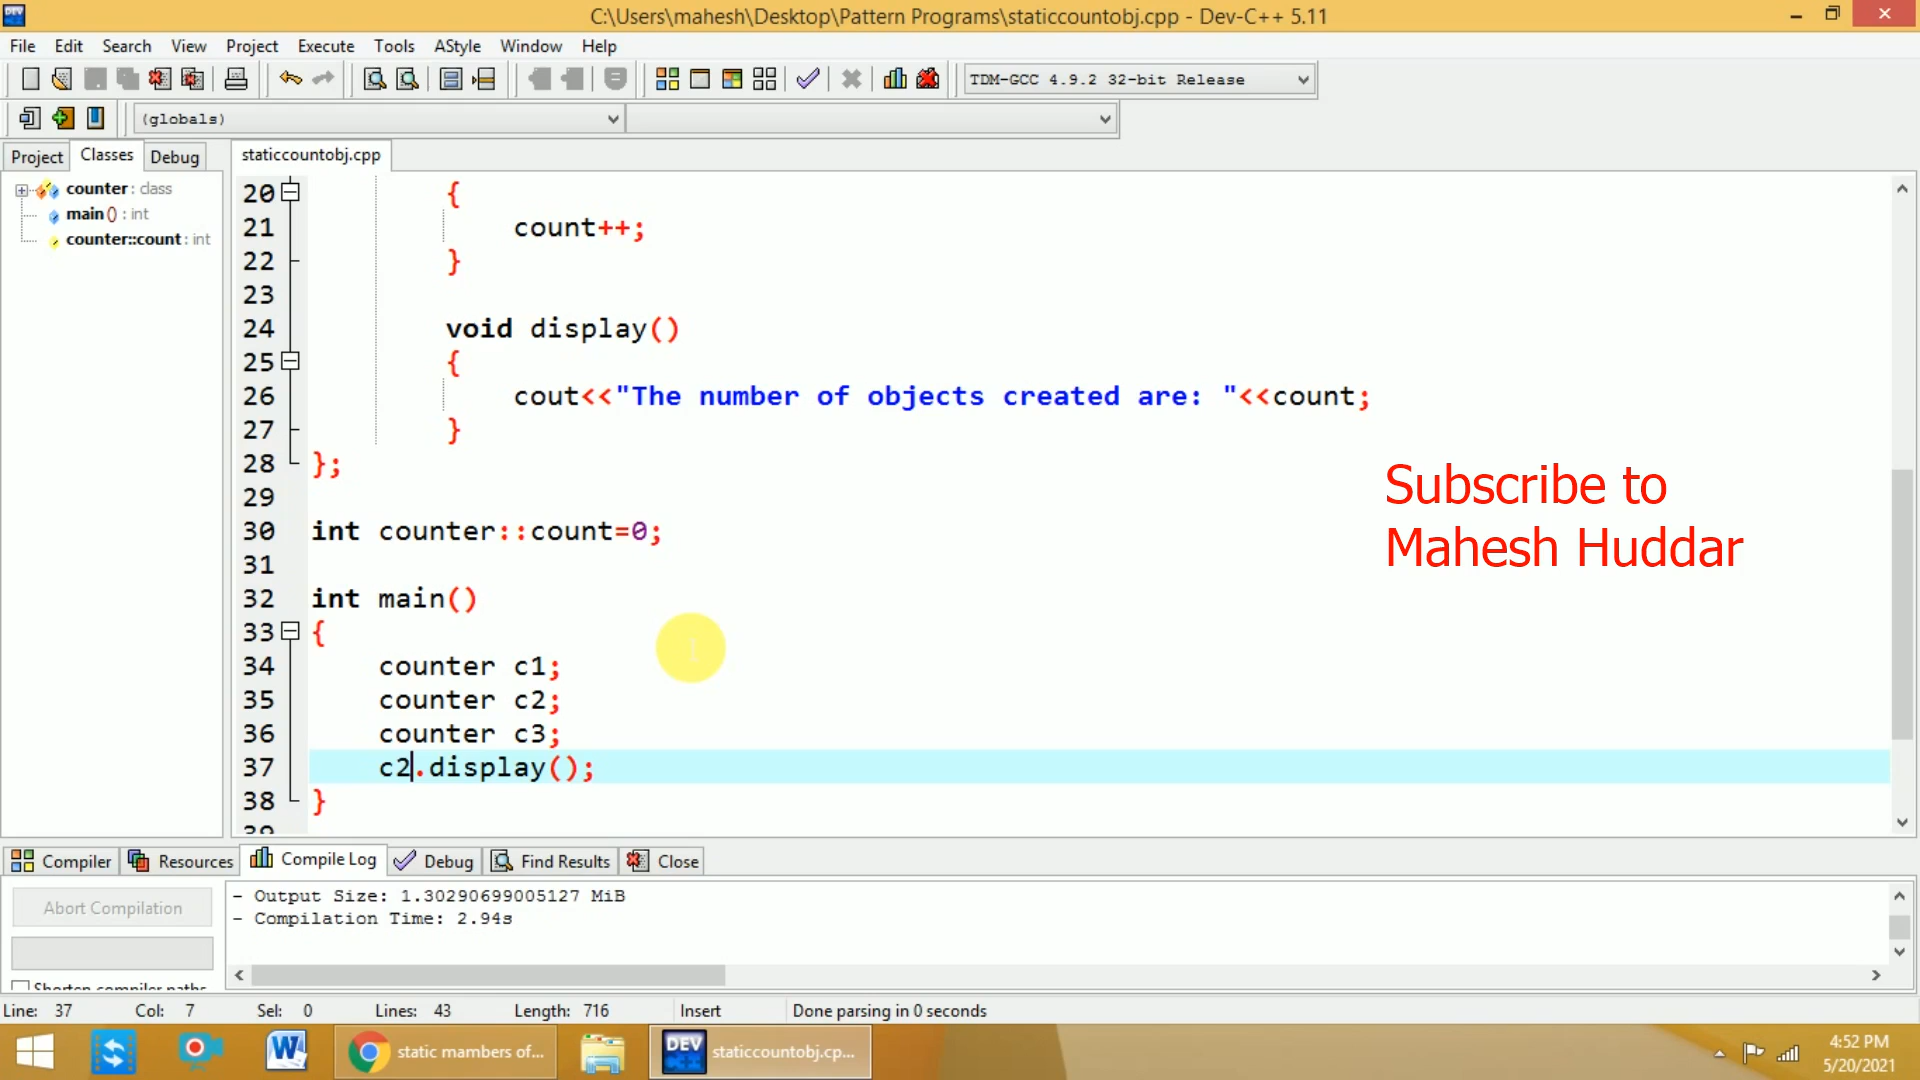 DEV
C:\Users\mahesh\Desktop\Pattern Programs\staticcountobj.cpp - Dev-C++ 5.11
File Edit Search View Project Execute Tools AStyle Window Help
TDM-GCC 4.9.2 32-bit Release
(globals)
Project Classes Debug
staticcountobj.cpp
counter : class
main () : int
counter::count : int
20 {
21 count++;
22 }
23
24 void display()
25 {
26 cout<<"The number of objects created are: "<<count;
27 }
28 };
29
30 int counter::count=0;
31
32 int main()
33 {
34 counter c1;
35 counter c2;
36 counter c3;
37 c2.display();
38 }
39
Subscribe to
Mahesh Huddar
Compiler Resources Compile Log Debug Find Results Close
Abort Compilation
Shorten compiler paths
- Output Size: 1.30290699005127 MiB
- Compilation Time: 2.94s
Line: 37 Col: 7 Sel: 0 Lines: 43 Length: 716 Insert Done parsing in 0 seconds
static mambers of...
DEV C++
staticcountobj.cp...
4:52 PM
5/20/2021